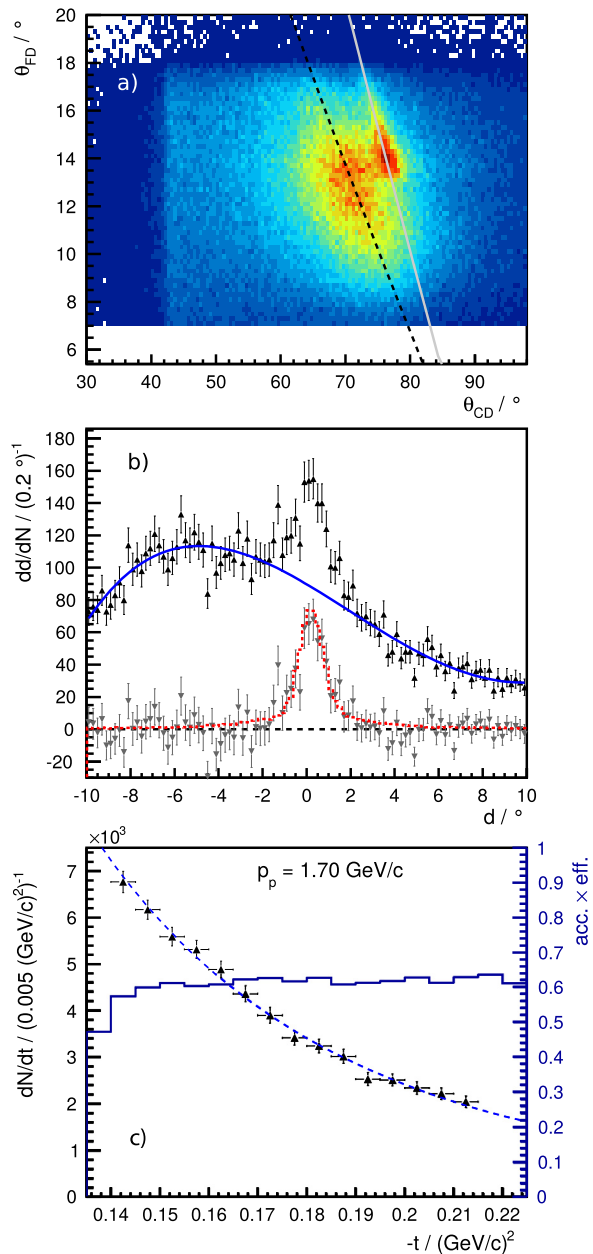 20
18
16
14
12
10
8
6
θFD / °
a)
30 40 50 60 70 80 90
θCD / °
160
140
120
100
80
60
40
20
0
-20
dd/dN / (0.2 °)-1
b)
-10 -8 -6 -4 -2 0 2 4 6 8 10
d / °
×103
7
6
5
4
3
2
1
0
dN/dt / (0.005 (GeV/c)2)-1
pp = 1.70 GeV/c
c)
1
0.9
0.8
0.7
0.6
0.5
0.4
0.3
0.2
0.1
0
acc. × eff.
0.14 0.15 0.16 0.17 0.18 0.19 0.2 0.21 0.22
-t / (GeV/c)2